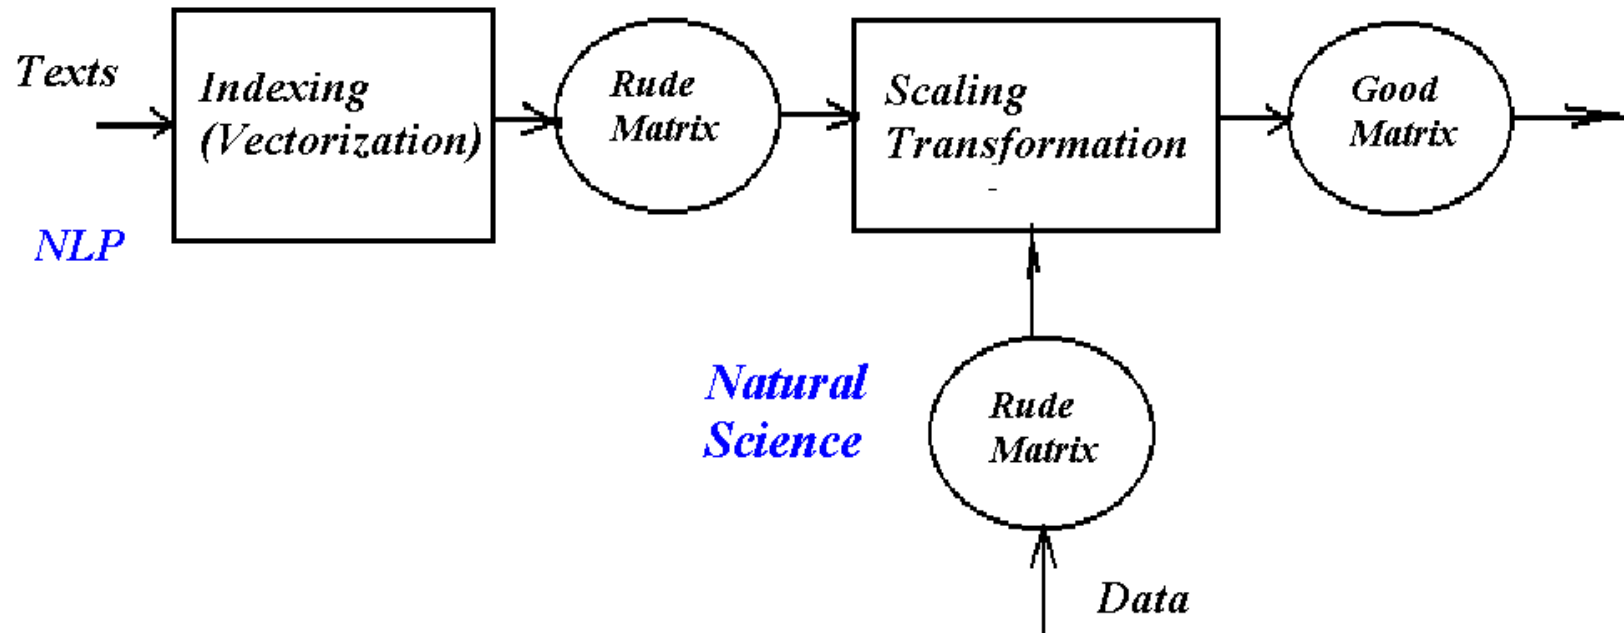 Texts
Indexing
(Vectorization)
Rude
Matrix
Scaling
Transformation
Good
Matrix
NLP
Natural
Science
Rude
Matrix
Data